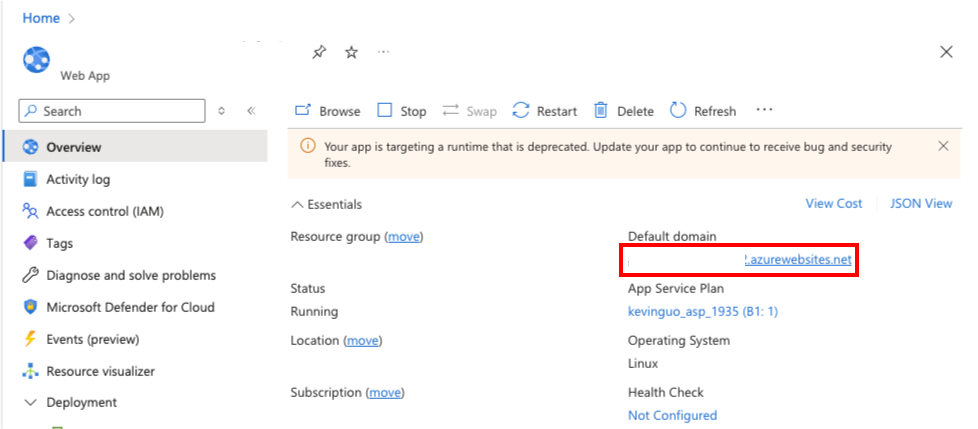 Home >
Web App
Search
Browse
Stop
Swap
Restart
Delete
Refresh
Overview
Activity log
Access control (IAM)
Tags
Diagnose and solve problems
Microsoft Defender for Cloud
Events (preview)
Resource visualizer
Deployment
Your app is targeting a runtime that is deprecated. Update your app to continue to receive bug and security
fixes.
Essentials
View Cost
JSON View
Resource group (move)
Default domain
.azurewebsites.net
Status
App Service Plan
Running
kevinguo_asp_1935 (B1: 1)
Location (move)
Operating System
Linux
Subscription (move)
Health Check
Not Configured